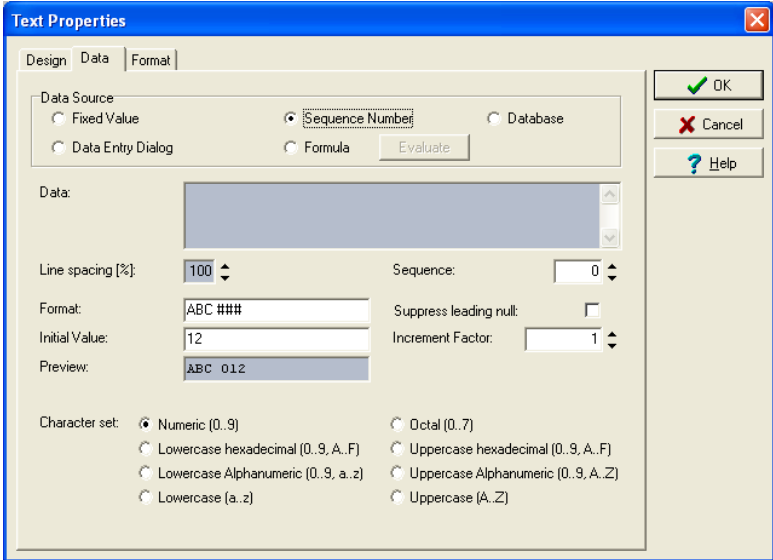 Text Properties
Design Data Format
Data Source
Fixed Value Sequence Number Database
Data Entry Dialog Formula Evaluate
OK
Cancel
Help
Data:
Line spacing [%]: 100 Sequence: 0
Format: ABC ### Suppress leading null:
Initial Value: 12 Increment Factor: 1
Preview: ABC 012
Character set: Numeric (0..9) Octal (0..7)
Lowercase hexadecimal (0..9, A..F) Uppercase hexadecimal (0..9, A..F)
Lowercase Alphanumeric (0..9, a..z) Uppercase Alphanumeric (0..9, A..Z)
Lowercase (a..z) Uppercase (A..Z)